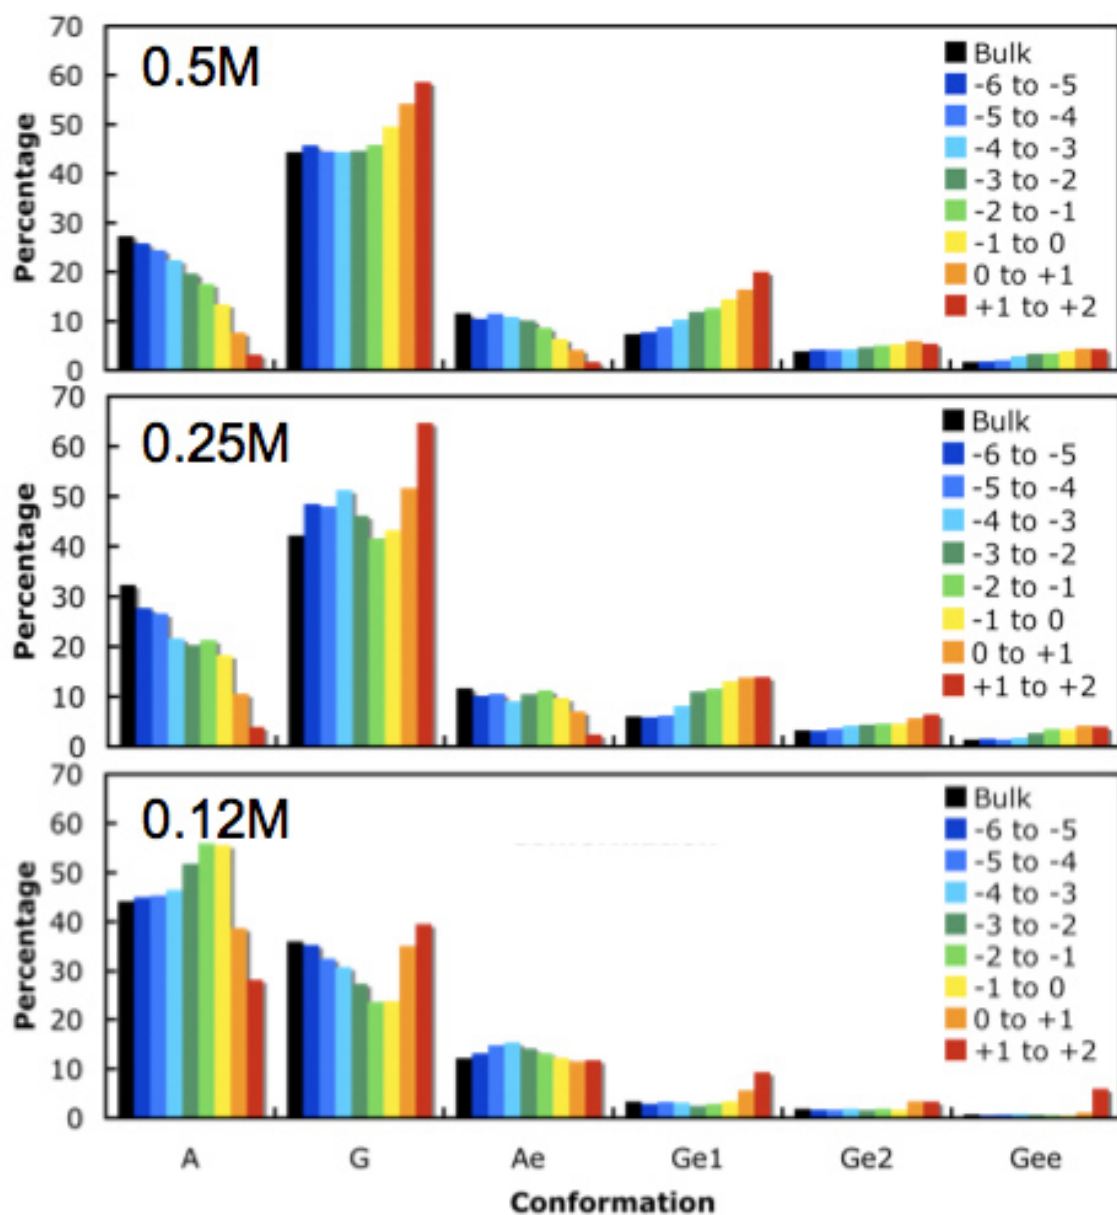 70
60
50
40
30
20
10
0
Percentage
0.5M
Bulk
-6 to -5
-5 to -4
-4 to -3
-3 to -2
-2 to -1
-1 to 0
0 to +1
+1 to +2
70
60
50
40
30
20
10
0
Percentage
0.25M
Bulk
-6 to -5
-5 to -4
-4 to -3
-3 to -2
-2 to -1
-1 to 0
0 to +1
+1 to +2
70
60
50
40
30
20
10
0
Percentage
0.12M
Bulk
-6 to -5
-5 to -4
-4 to -3
-3 to -2
-2 to -1
-1 to 0
0 to +1
+1 to +2
A G Ae Ge1 Ge2 Gee
Conformation